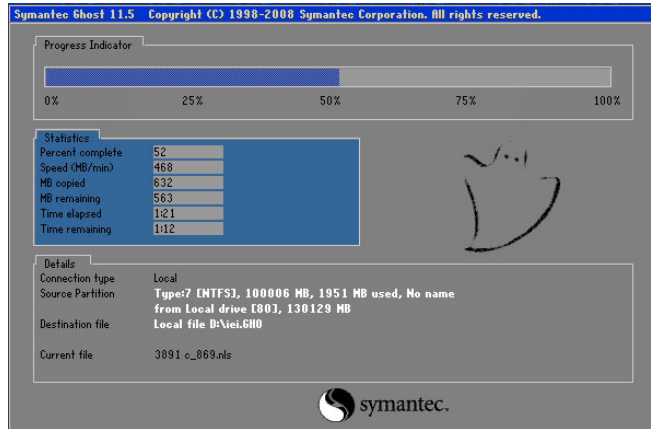 Symantec Ghost 11.5 Copyright (C) 1998-2008 Symantec Corporation. All rights reserved.
Progress Indicator
0% 25% 50% 75% 100%
Statistics
Percent complete 52
Speed (MB/min) 468
MB copied 632
MB remaining 563
Time elapsed 1:21
Time remaining 1:12
Details
Connection type Local
Source Partition Type:7 [NTFS], 100006 MB, 1951 MB used, No name
from Local drive [80], 130129 MB
Destination file Local file D:\iei.GHO
Current file 3891 c_869.nls
symantec.